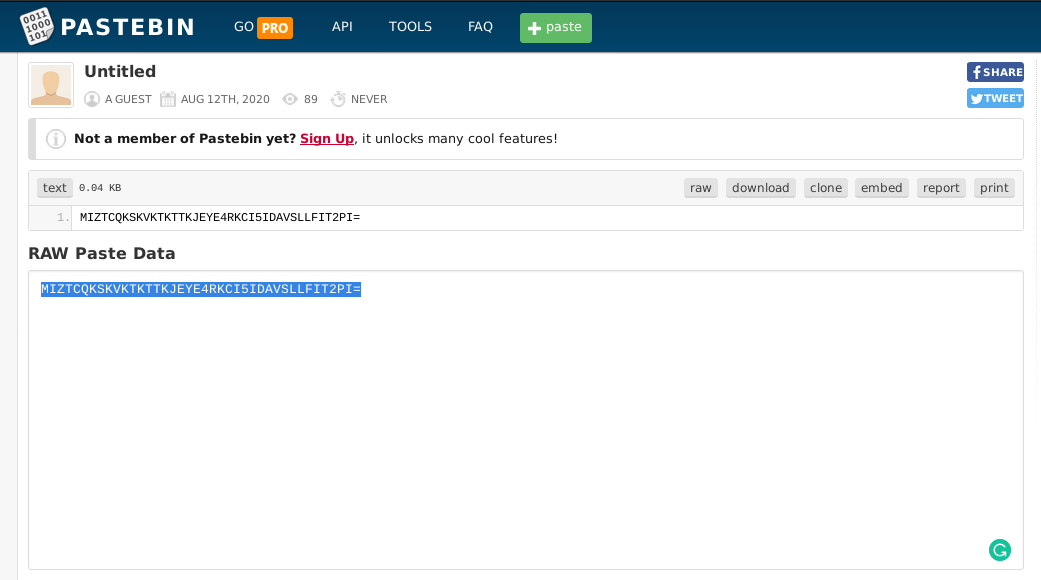 0011
1000
101
PASTEBIN GO PRO API TOOLS FAQ + paste
Untitled
SHARE
A GUEST AUG 12TH, 2020 89 NEVER
TWEET
Not a member of Pastebin yet? Sign Up, it unlocks many cool features!
text 0.04 KB raw download clone embed report print
1. MIZTCQKSKVKTKTTKJEYE4RKCI5IDAVSLLFIT2PI=
RAW Paste Data
MIZTCQKSKVKTKTTKJEYE4RKCI5IDAVSLLFIT2PI=